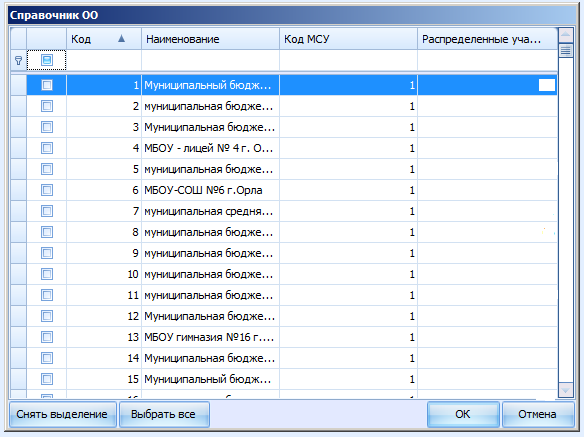 Справочник ОО
Код Наименование Код МСУ Распределенные уча...
1 Муниципальный бюдж... 1
2 муниципальная бюдже... 1
3 Муниципальная бюдже... 1
4 МБОУ - лицей № 4 г. О... 1
5 муниципальная бюдже... 1
6 МБОУ-СОШ №6 г.Орла 1
7 муниципальная средня... 1
8 муниципальная бюдже... 1
9 муниципальная бюдже... 1
10 муниципальная бюдже... 1
11 муниципальная бюдже... 1
12 Муниципальная бюдже... 1
13 МБОУ гимназия №16 г.... 1
14 Муниципальная бюдже... 1
15 Муниципальный бюдж... 1
Снять выделение Выбрать все ОК Отмена